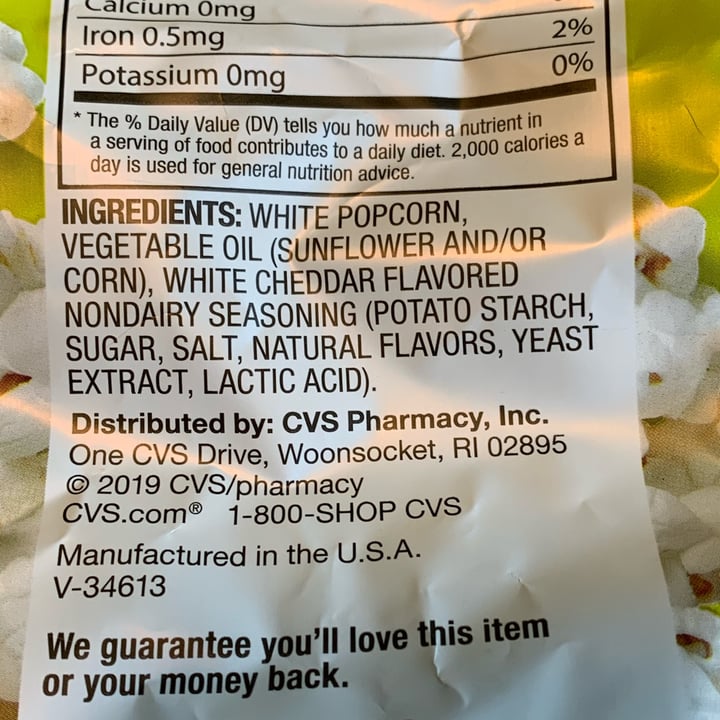 Calcium 0mg
Iron 0.5mg 2%
Potassium 0mg 0%
* The % Daily Value (DV) tells you how much a nutrient in
a serving of food contributes to a daily diet. 2,000 calories a
day is used for general nutrition advice.
INGREDIENTS: WHITE POPCORN,
VEGETABLE OIL (SUNFLOWER AND/OR
CORN), WHITE CHEDDAR FLAVORED
NONDAIRY SEASONING (POTATO STARCH,
SUGAR, SALT, NATURAL FLAVORS, YEAST
EXTRACT, LACTIC ACID).
Distributed by: CVS Pharmacy, Inc.
One CVS Drive, Woonsocket, RI 02895
© 2019 CVS/pharmacy
CVS.com® 1-800-SHOP CVS
Manufactured in the U.S.A.
V-34613
We guarantee you'll love this item
or your money back.